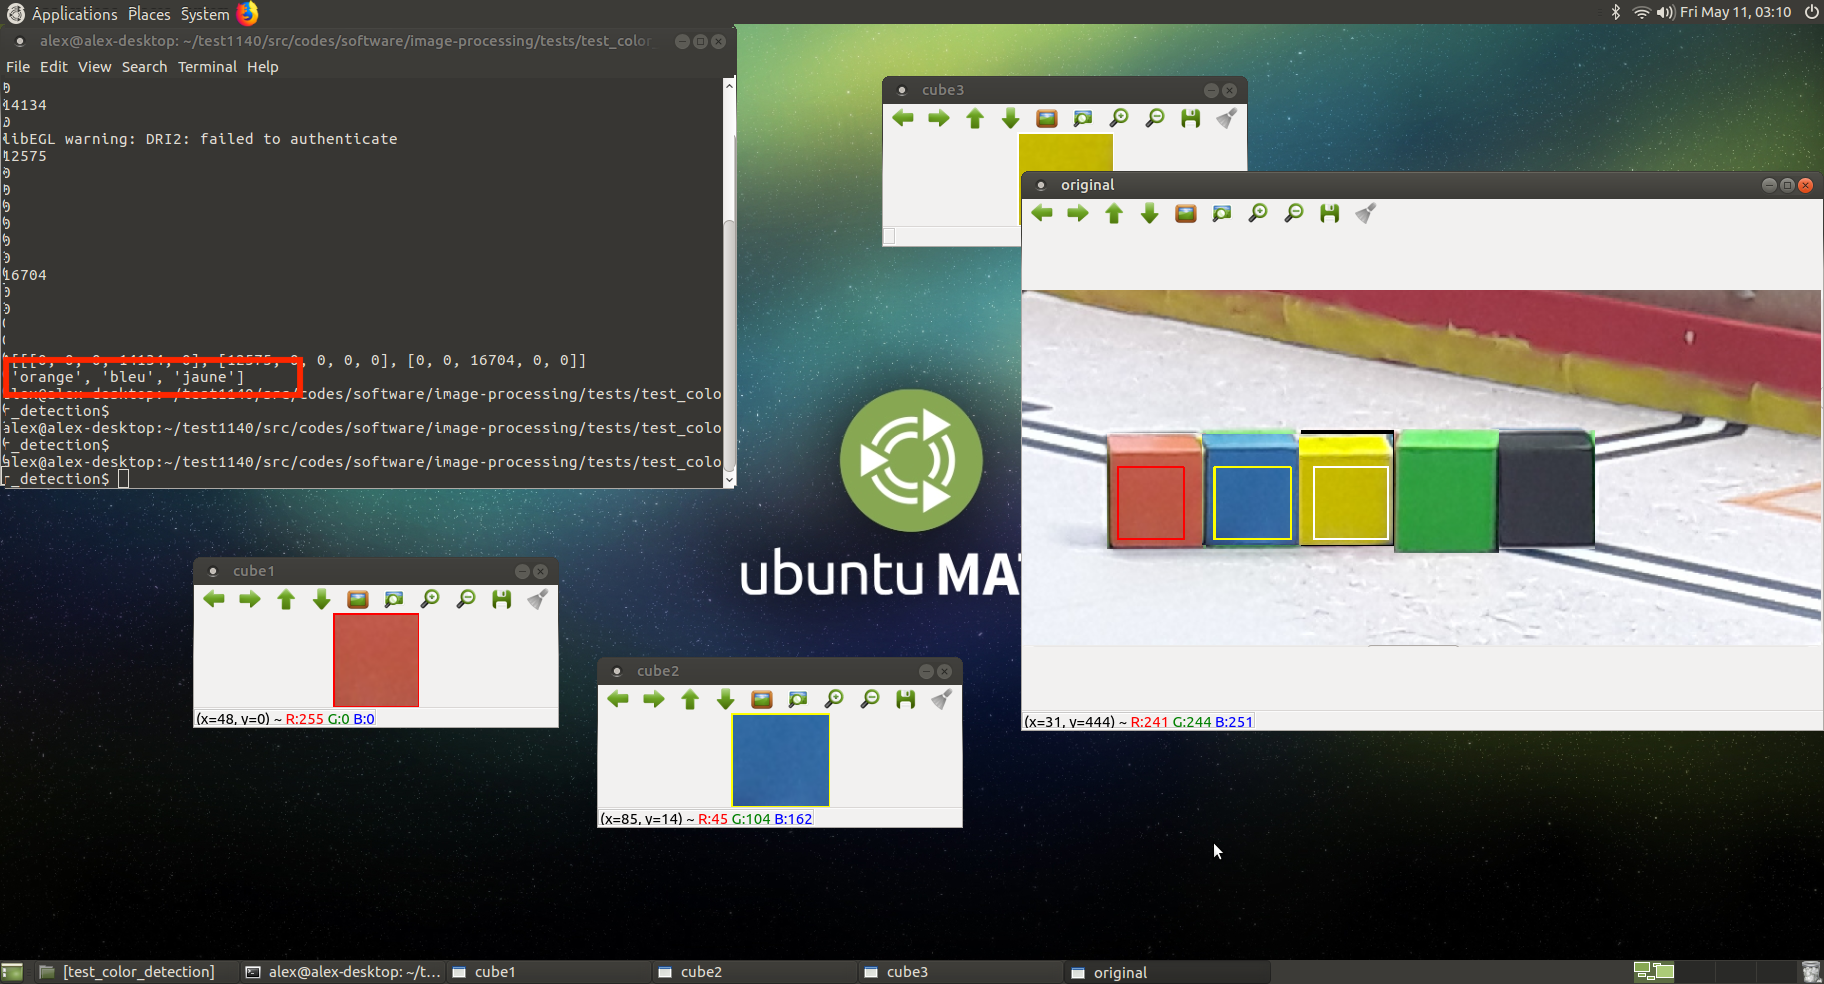 Applications Places System
Fri May 11, 03:10
alex@alex-desktop: ~/test1140/src/codes/software/image-processing/tests/test_color
File Edit View Search Terminal Help
0
14134
0
libEGL warning: DRI2: failed to authenticate
12575
0
0
0
0
0
0
16704
0
0
[[[0, 0, 0, 14134, 0], [12575, 0, 0, 0, 0], [0, 0, 16704, 0, 0]]
'orange', 'bleu', 'jaune']
alex@alex-desktop:~/test1140/src/codes/software/image-processing/tests/test_colo
r_detection$
alex@alex-desktop:~/test1140/src/codes/software/image-processing/tests/test_colo
r_detection$
alex@alex-desktop:~/test1140/src/codes/software/image-processing/tests/test_colo
r_detection$
cube3
original
(x=31, y=444) ~ R:241 G:244 B:251
ubuntu MA
cube1
(x=48, y=0) ~ R:255 G:0 B:0
cube2
(x=85, y=14) ~ R:45 G:104 B:162
[test_color_detection]
alex@alex-desktop: ~/t...
cube1
cube2
cube3
original